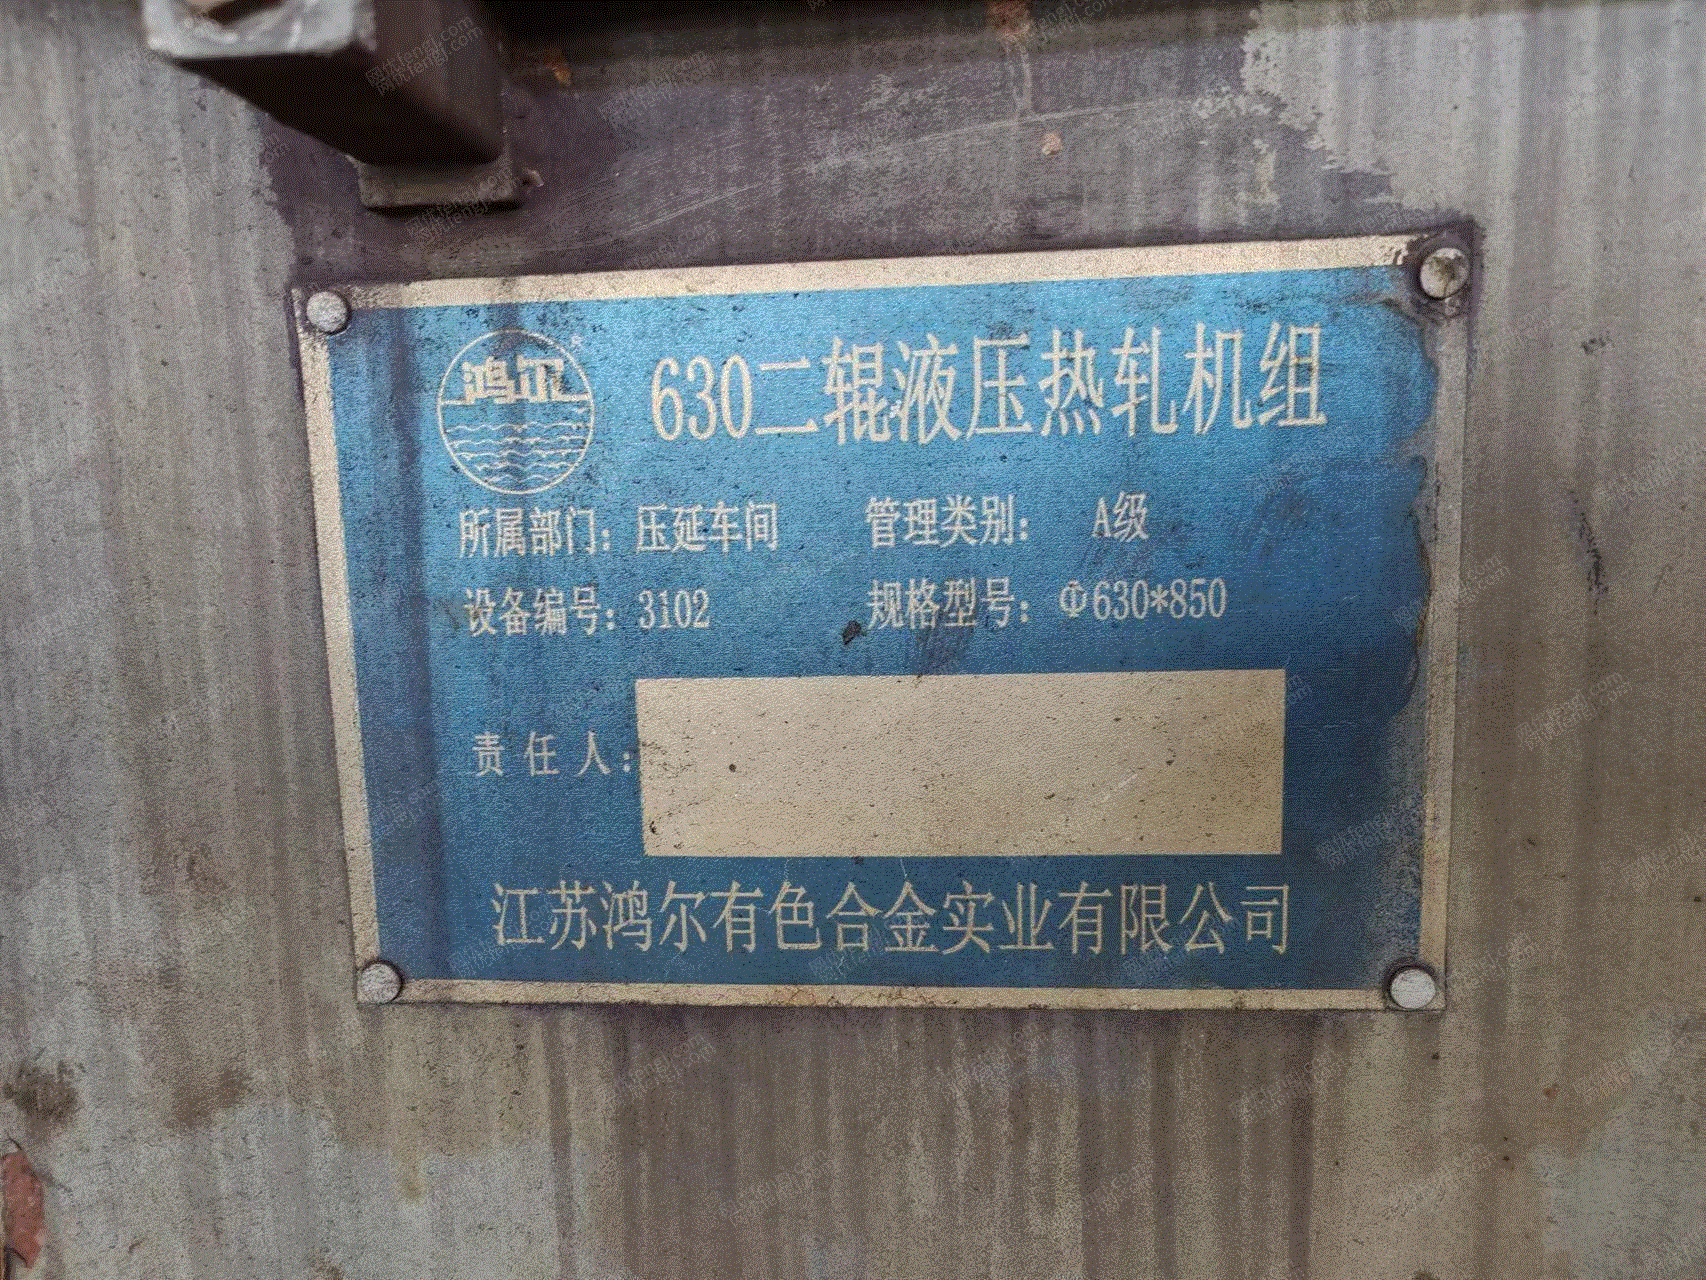 鸿尔
630二辊液压热轧机组
所属部门：压延车间 管理类别： A级
设备编号：3102 规格型号：Φ630*850
责任人：
江苏鸿尔有色合金实业有限公司